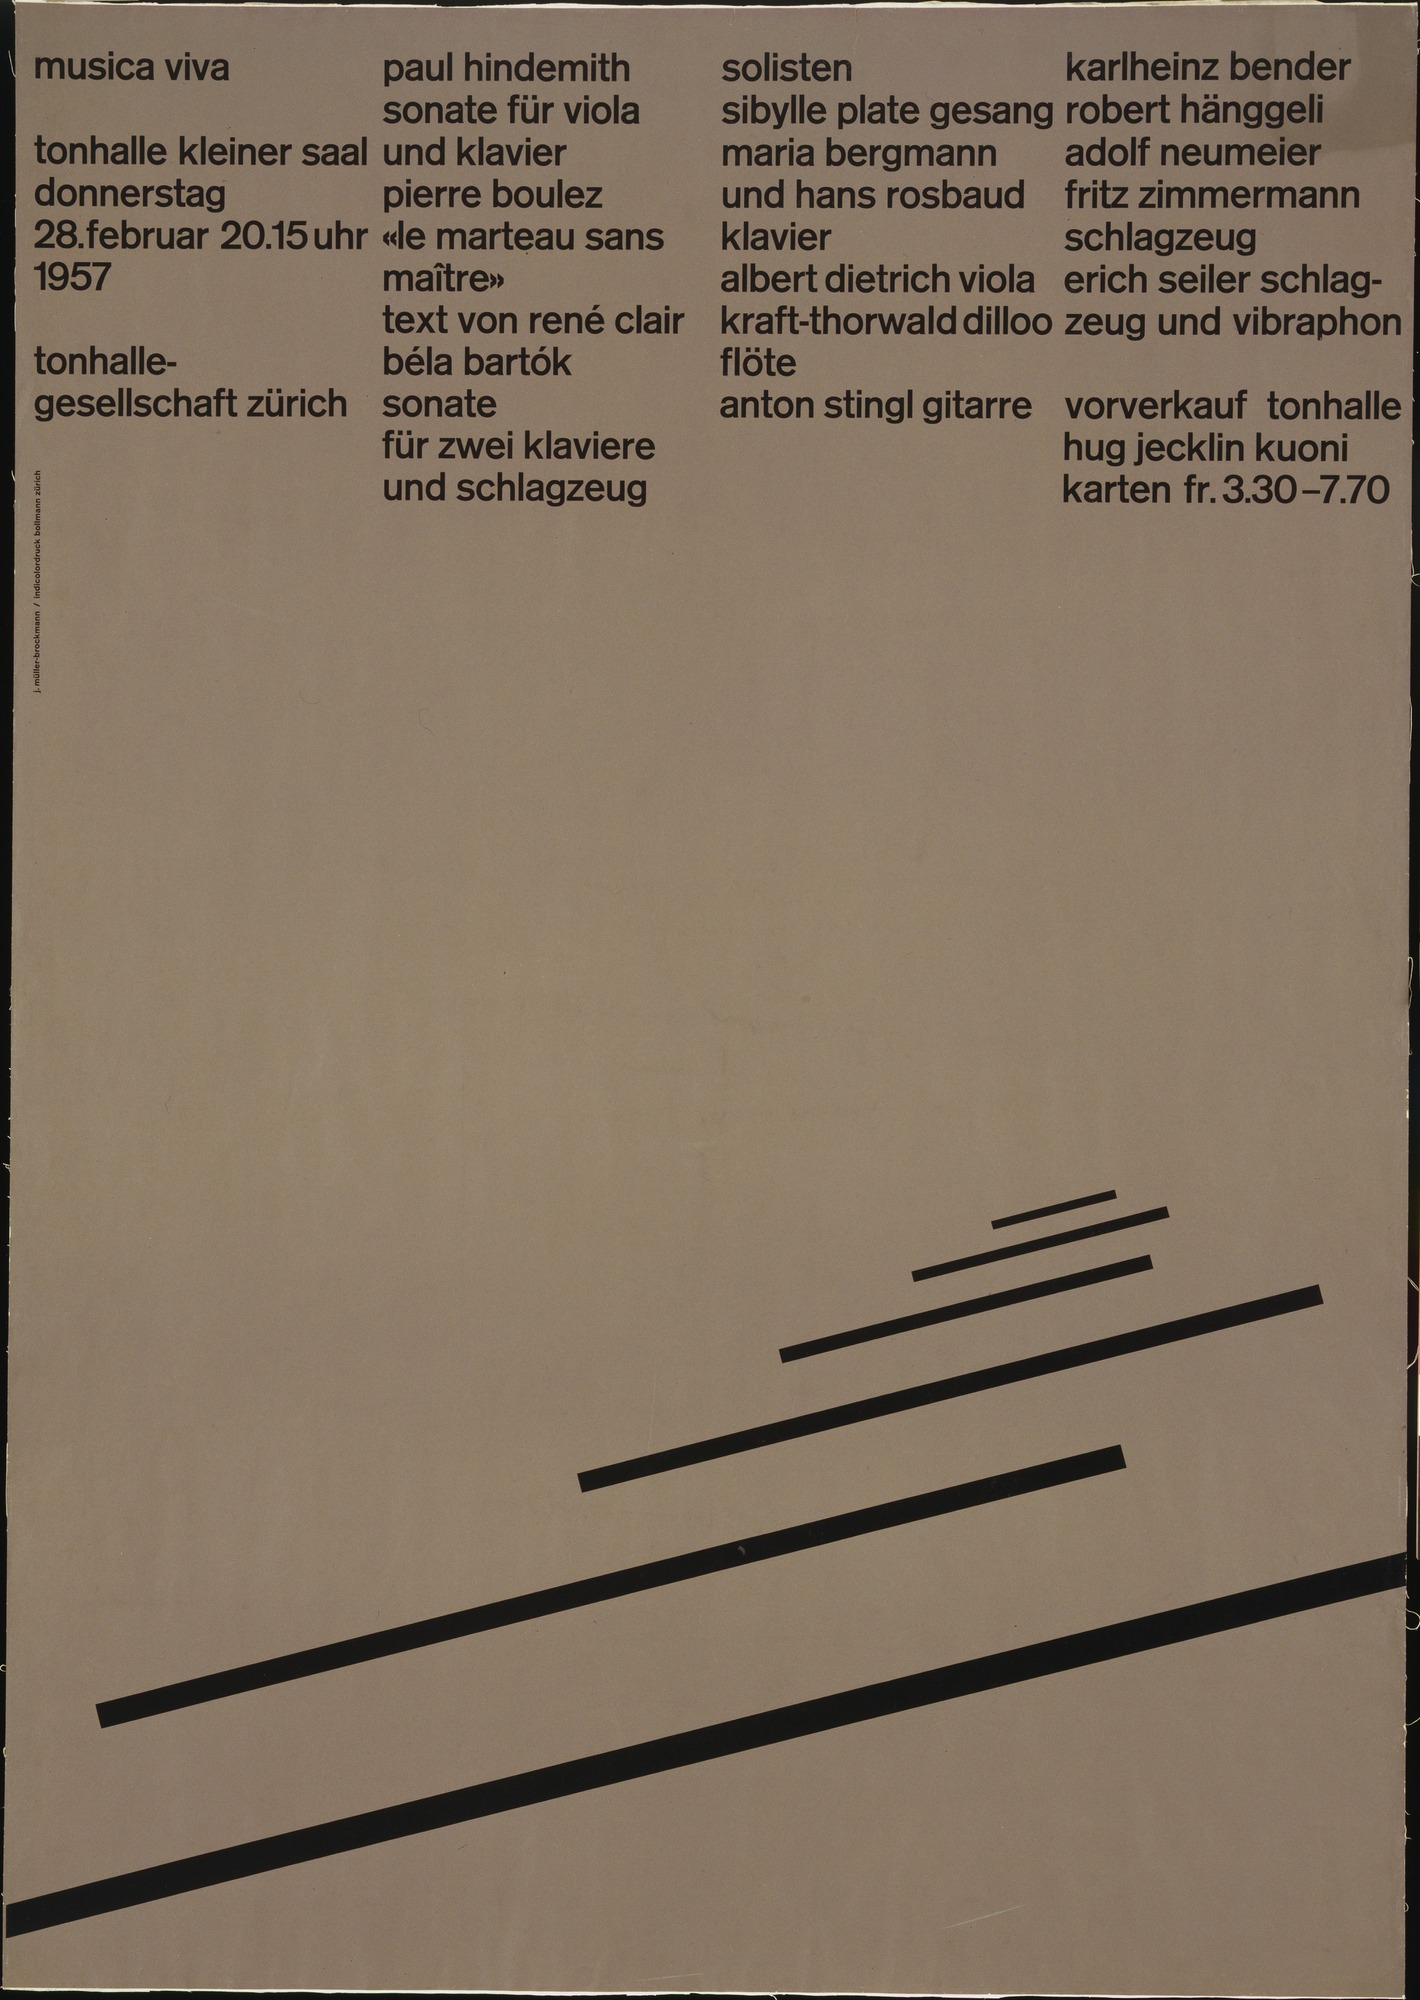 musica viva
tonhalle kleiner saal
donnerstag
28.februar 20.15 uhr
1957
tonhalle-
gesellschaft zürich
paul hindemith
sonate für viola
und klavier
pierre boulez
«le marteau sans
maître»
text von rené clair
béla bartók
sonate
für zwei klaviere
und schlagzeug
solisten
sibylle plate gesang
maria bergmann
und hans rosbaud
klavier
albert dietrich viola
kraft-thorwald dilloo
flöte
anton stingl gitarre
karlheinz bender
robert hänggeli
adolf neumeier
fritz zimmermann
schlagzeug
erich seiler schlag-
zeug und vibraphon
vorverkauf tonhalle
hug jecklin kuoni
karten fr. 3.30–7.70
j. müller-brockmann / indicolordruck bollmann zürich